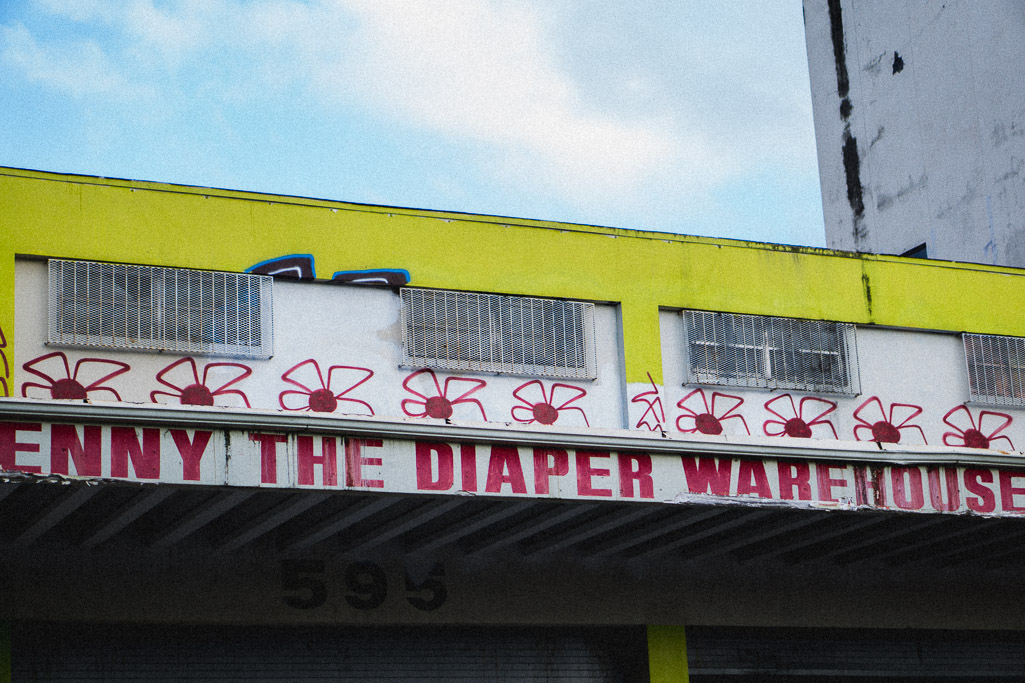 ENNY THE DIAPER WAREHOUSE
595